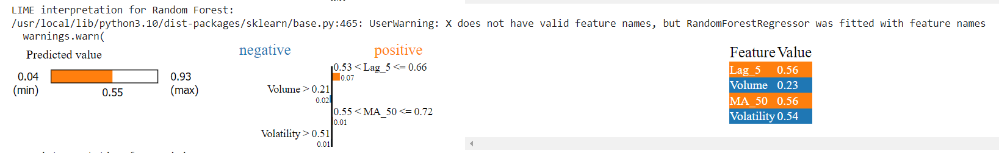 LIME interpretation for Random Forest:
/usr/local/lib/python3.10/dist-packages/sklearn/base.py:465: UserWarning: X does not have valid feature names, but RandomForestRegressor was fitted with feature names
warnings.warn(
Predicted value
0.04
(min)
0.55
0.93
(max)
negative
positive
0.53 < Lag_5 <= 0.66
0.07
Volume > 0.21
0.02
0.55 < MA_50 <= 0.72
0.01
Volatility > 0.51
0.01
Feature Value
Lag_5 0.56
Volume 0.23
MA_50 0.56
Volatility 0.54